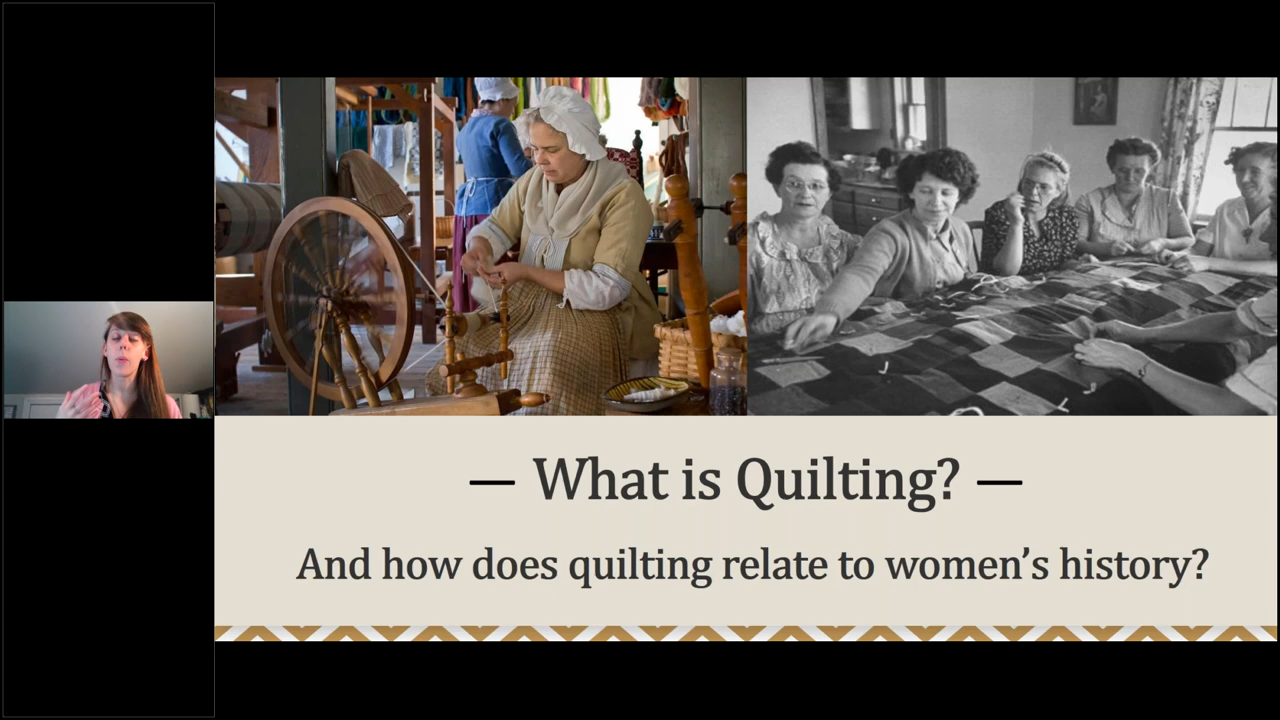 — What is Quilting? —
And how does quilting relate to women’s history?